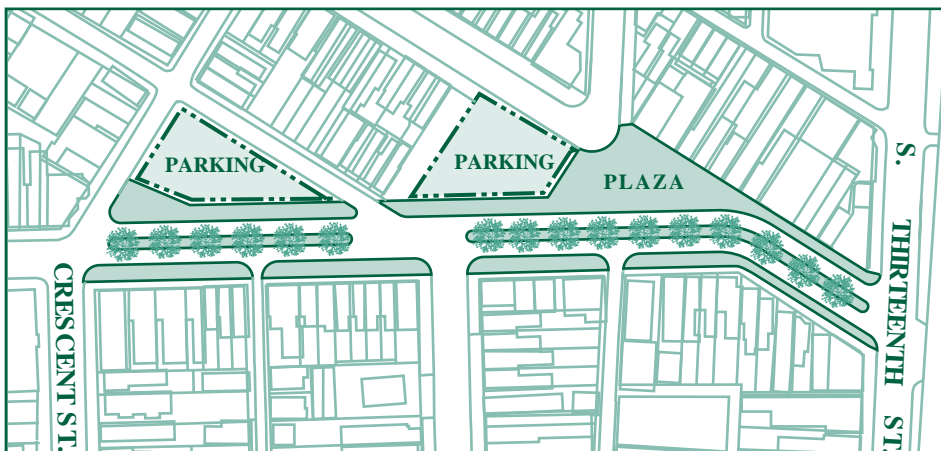 PARKING
PARKING
PLAZA
CRESCENT ST.
S. THIRTEENTH ST.